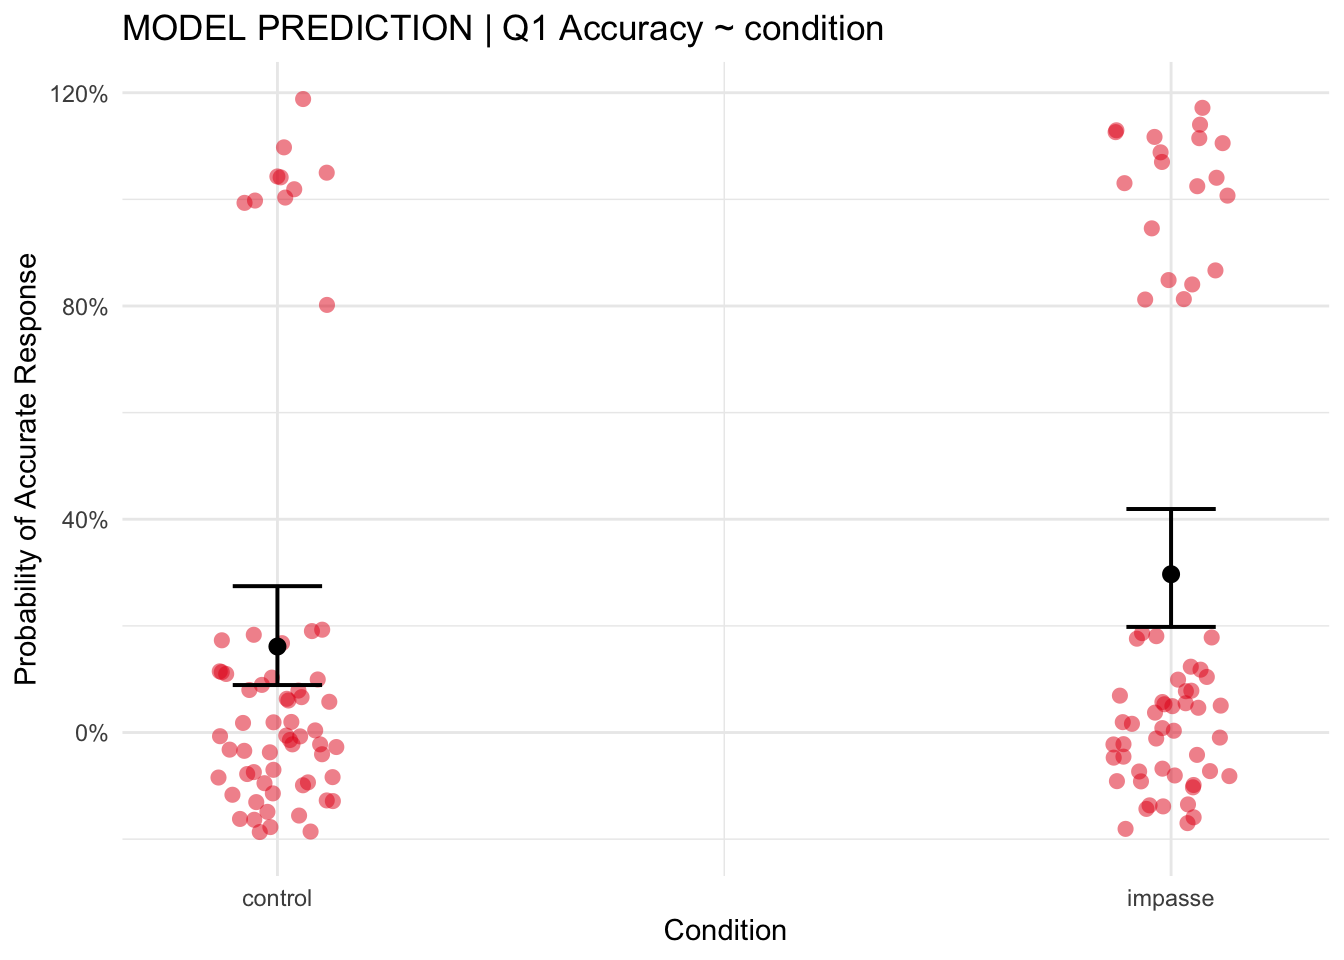 MODEL PREDICTION | Q1 Accuracy ~ condition
120%
80%
40%
0%
Probability of Accurate Response
control
impasse
Condition